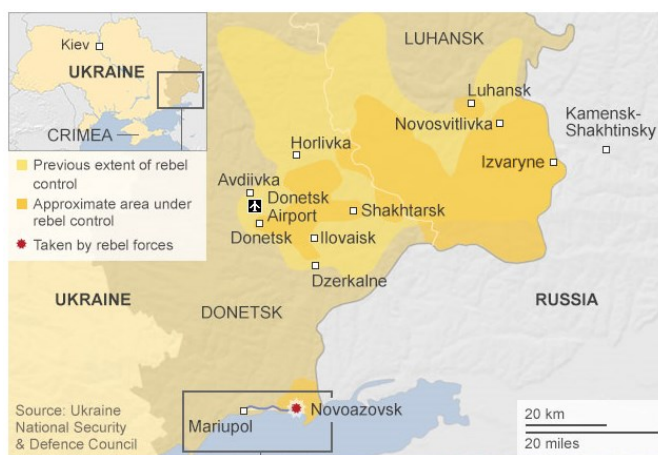 Kiev
UKRAINE
CRIMEA
Previous extent of rebel
control
Approximate area under
rebel control
Taken by rebel forces
LUHANSK
Luhansk
Novosvitlivka
Kamensk-
Shakhtinsky
Izvaryne
Horlivka
Avdiivka
Donetsk
Airport
Shakhtarsk
Donetsk
Ilovaisk
Dzerkalne
UKRAINE
DONETSK
RUSSIA
Mariupol
Novoazovsk
Source: Ukraine
National Security
& Defence Council
20 km
20 miles